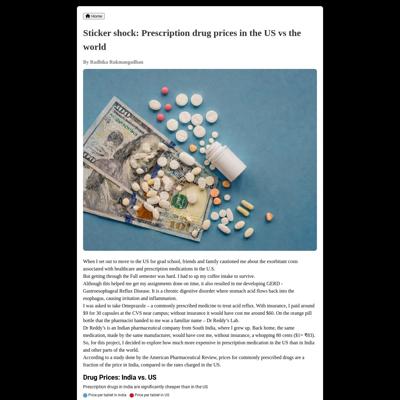 Home
Sticker shock: Prescription drug prices in the US vs the
world
By Radhika Rukmangadhan
When I set out to move to the US for grad school, friends and family cautioned me about the exorbitant costs
associated with healthcare and prescription medications in the U.S.
But getting through the Fall semester was hard. I had to up my coffee intake to survive.
Although this helped me get my assignments done on time, it also resulted in me developing GERD -
Gastroesophageal Reflux Disease. It is a chronic digestive disorder where stomach acid flows back into the
esophagus, causing irritation and inflammation.
I was asked to take Omeprazole – a commonly prescribed medicine to treat acid reflux. With insurance, I paid around
$9 for 30 capsules at the CVS near campus; without insurance it would have cost me around $60. On the orange pill
bottle that the pharmacist handed to me was a familiar name – Dr Reddy's Lab.
Dr Reddy's is an Indian pharmaceutical company from South India, where I grew up. Back home, the same
medication, made by the same manufacturer, would have cost me, without insurance, a whopping 80 cents ($1= ₹83).
So, for this project, I decided to explore how much more expensive is prescription medication in the US than in India
and other parts of the world.
According to a study done by the American Pharmaceutical Review, prices for commonly prescribed drugs are a
fraction of the price in India, compared to the rates charged in the US.
Drug Prices: India vs. US
Prescription drugs in India are significantly cheaper than in the US
Price per tablet in India Price per tablet in US